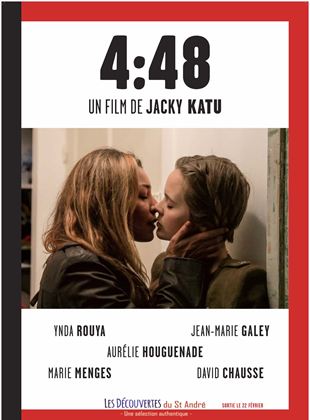 4:48
UN FILM DE JACKY KATU
YNDA ROUYA JEAN-MARIE GALEY
AURÉLIE HOUGUENADE
MARIE MENGES DAVID CHAUSSE
LES DÉCOUVERTES du St André SORTIE LE 22 FÉVRIER
- Une sélection authentique -